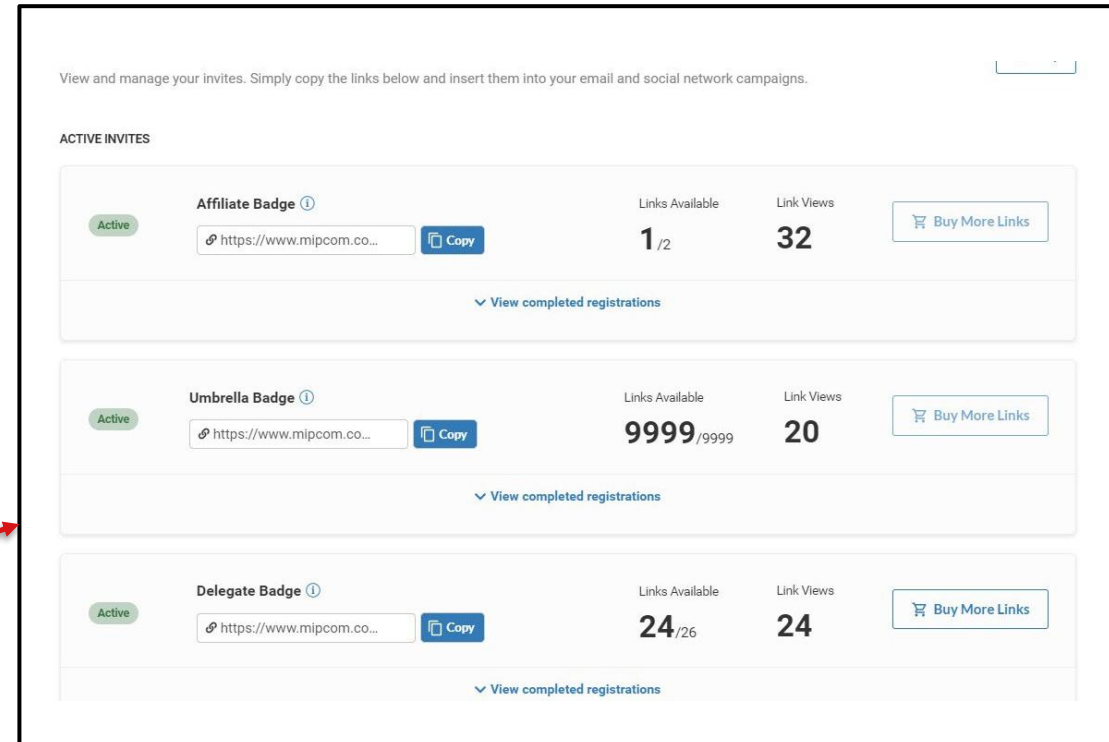 View and manage your invites. Simply copy the links below and insert them into your email and social network campaigns.
ACTIVE INVITES
Active
Affiliate Badge
https://www.mipcom.co...
Copy
Links Available
1/2
Link Views
32
Buy More Links
View completed registrations
Active
Umbrella Badge
https://www.mipcom.co...
Copy
Links Available
9999/9999
Link Views
20
Buy More Links
View completed registrations
Active
Delegate Badge
https://www.mipcom.co...
Copy
Links Available
24/26
Link Views
24
Buy More Links
View completed registrations